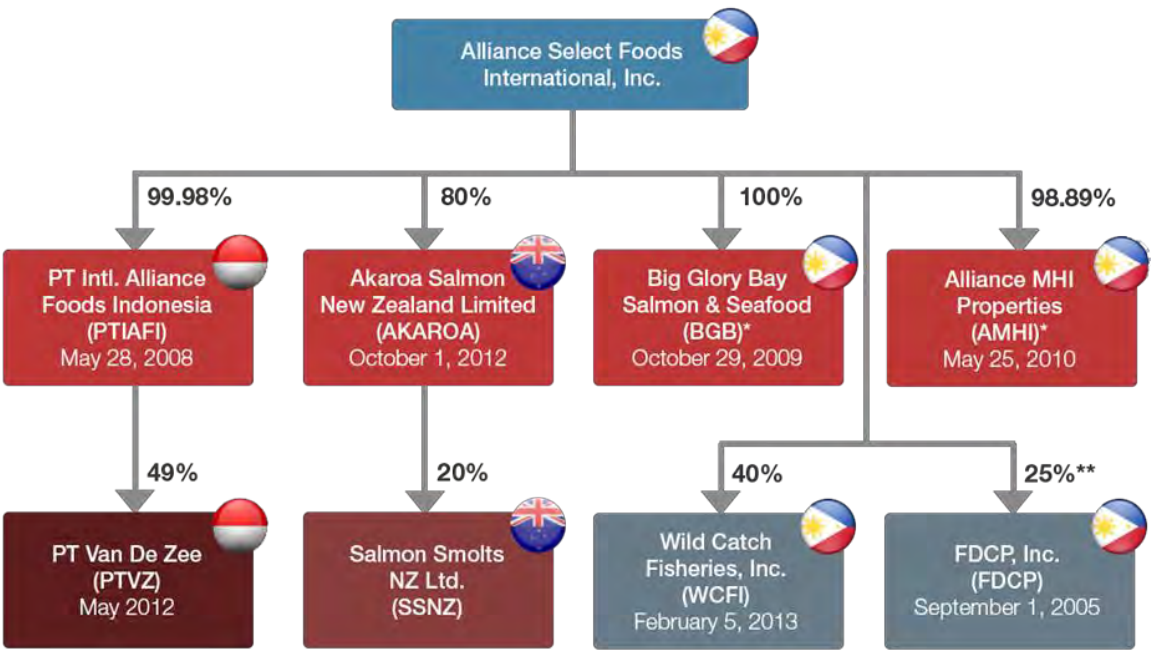 Alliance Select Foods
International, Inc.
99.98%
80%
100%
98.89%
PT Intl. Alliance
Foods Indonesia
(PTIAFI)
May 28, 2008
Akaroa Salmon
New Zealand Limited
(AKAROA)
October 1, 2012
Big Glory Bay
Salmon & Seafood
(BGB)*
October 29, 2009
Alliance MHI
Properties
(AMHI)*
May 25, 2010
49%
20%
40%
25%**
PT Van De Zee
(PTVZ)
May 2012
Salmon Smolts
NZ Ltd.
(SSNZ)
Wild Catch
Fisheries, Inc.
(WCFI)
February 5, 2013
FDCP, Inc.
(FDCP)
September 1, 2005